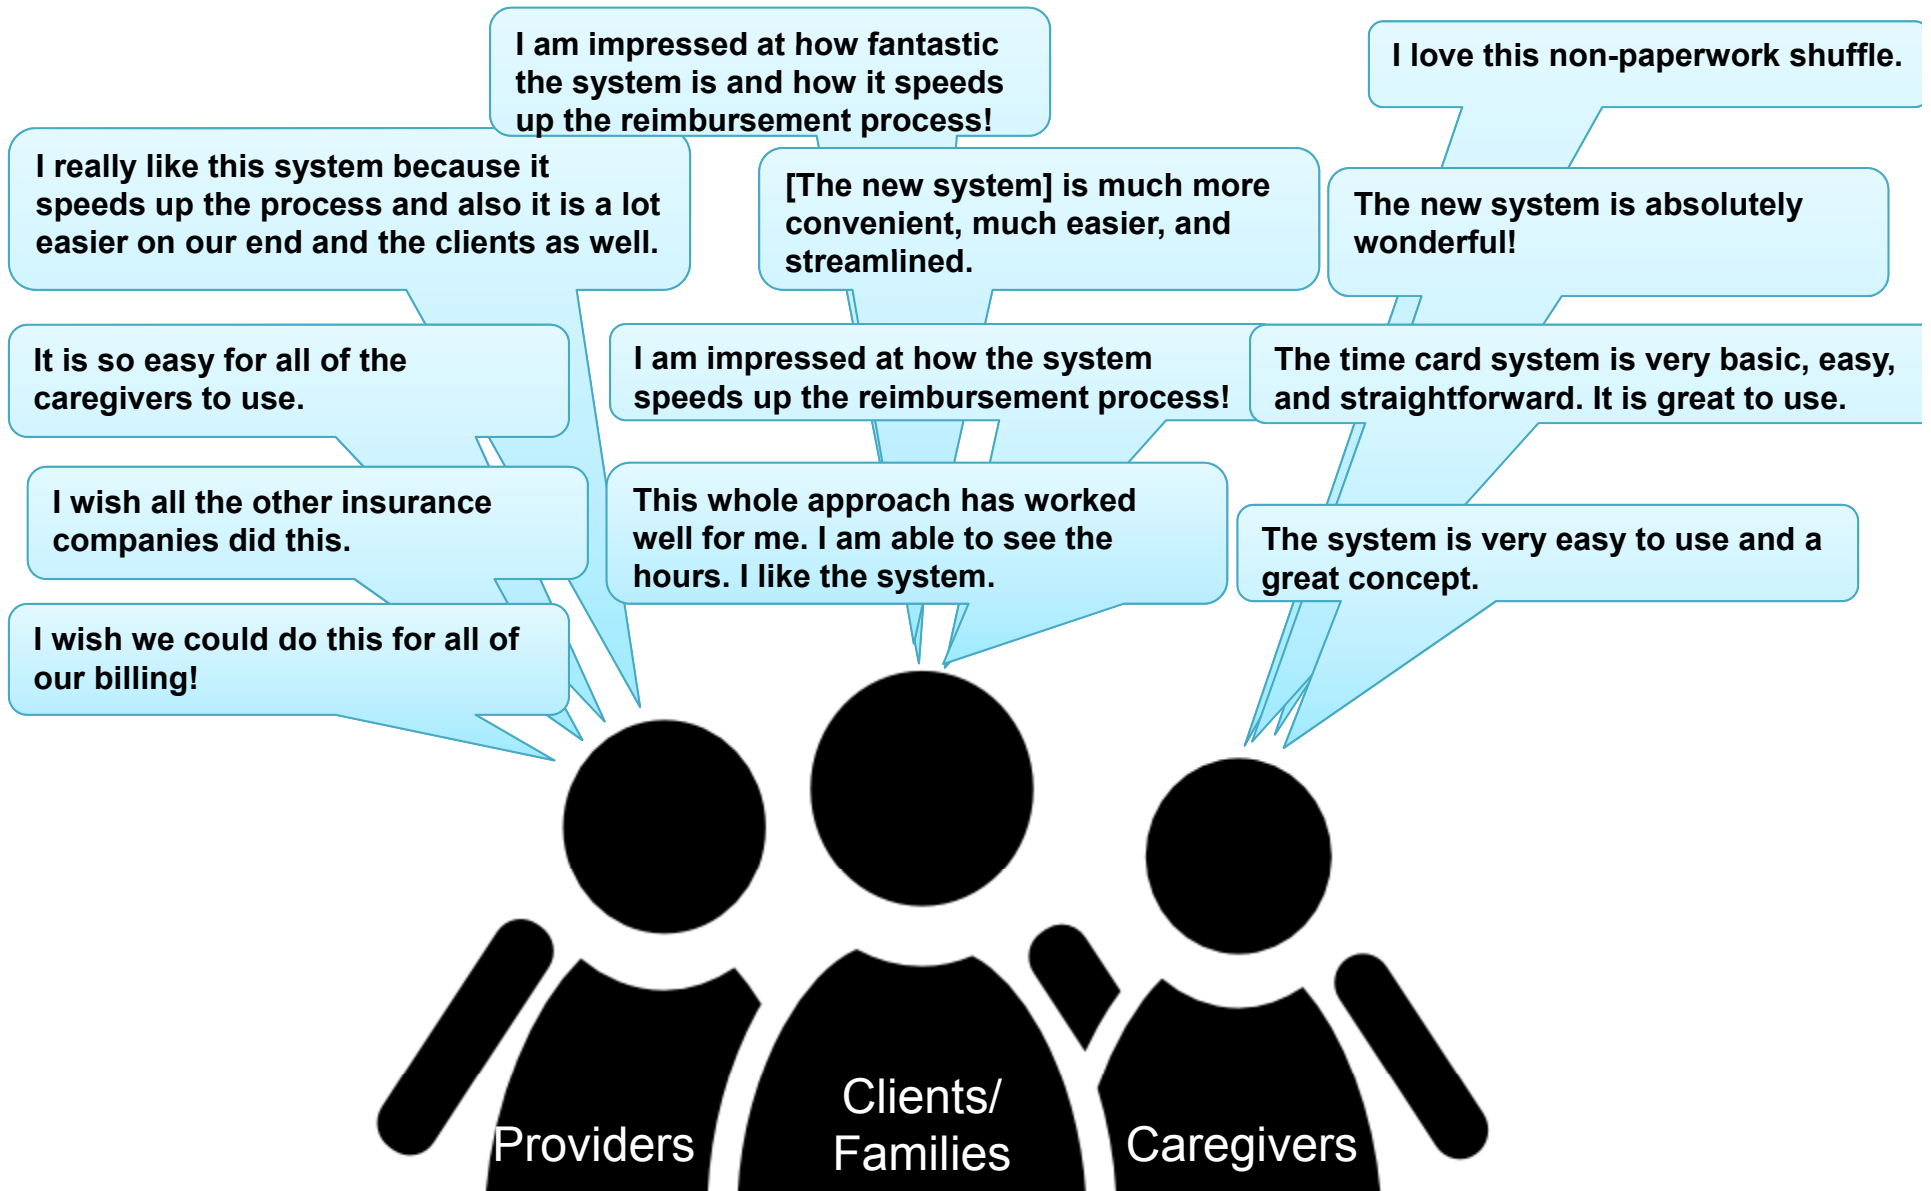 I am impressed at how fantastic
the system is and how it speeds
up the reimbursement process!
I love this non-paperwork shuffle.
I really like this system because it
speeds up the process and also it is a lot
easier on our end and the clients as well.
[The new system] is much more
convenient, much easier, and
streamlined.
The new system is absolutely
wonderful!
It is so easy for all of the
caregivers to use.
I am impressed at how the system
speeds up the reimbursement process!
The time card system is very basic, easy,
and straightforward. It is great to use.
I wish all the other insurance
companies did this.
This whole approach has worked
well for me. I am able to see the
hours. I like the system.
The system is very easy to use and a
great concept.
I wish we could do this for all of
our billing!
Providers
Clients/
Families
Caregivers